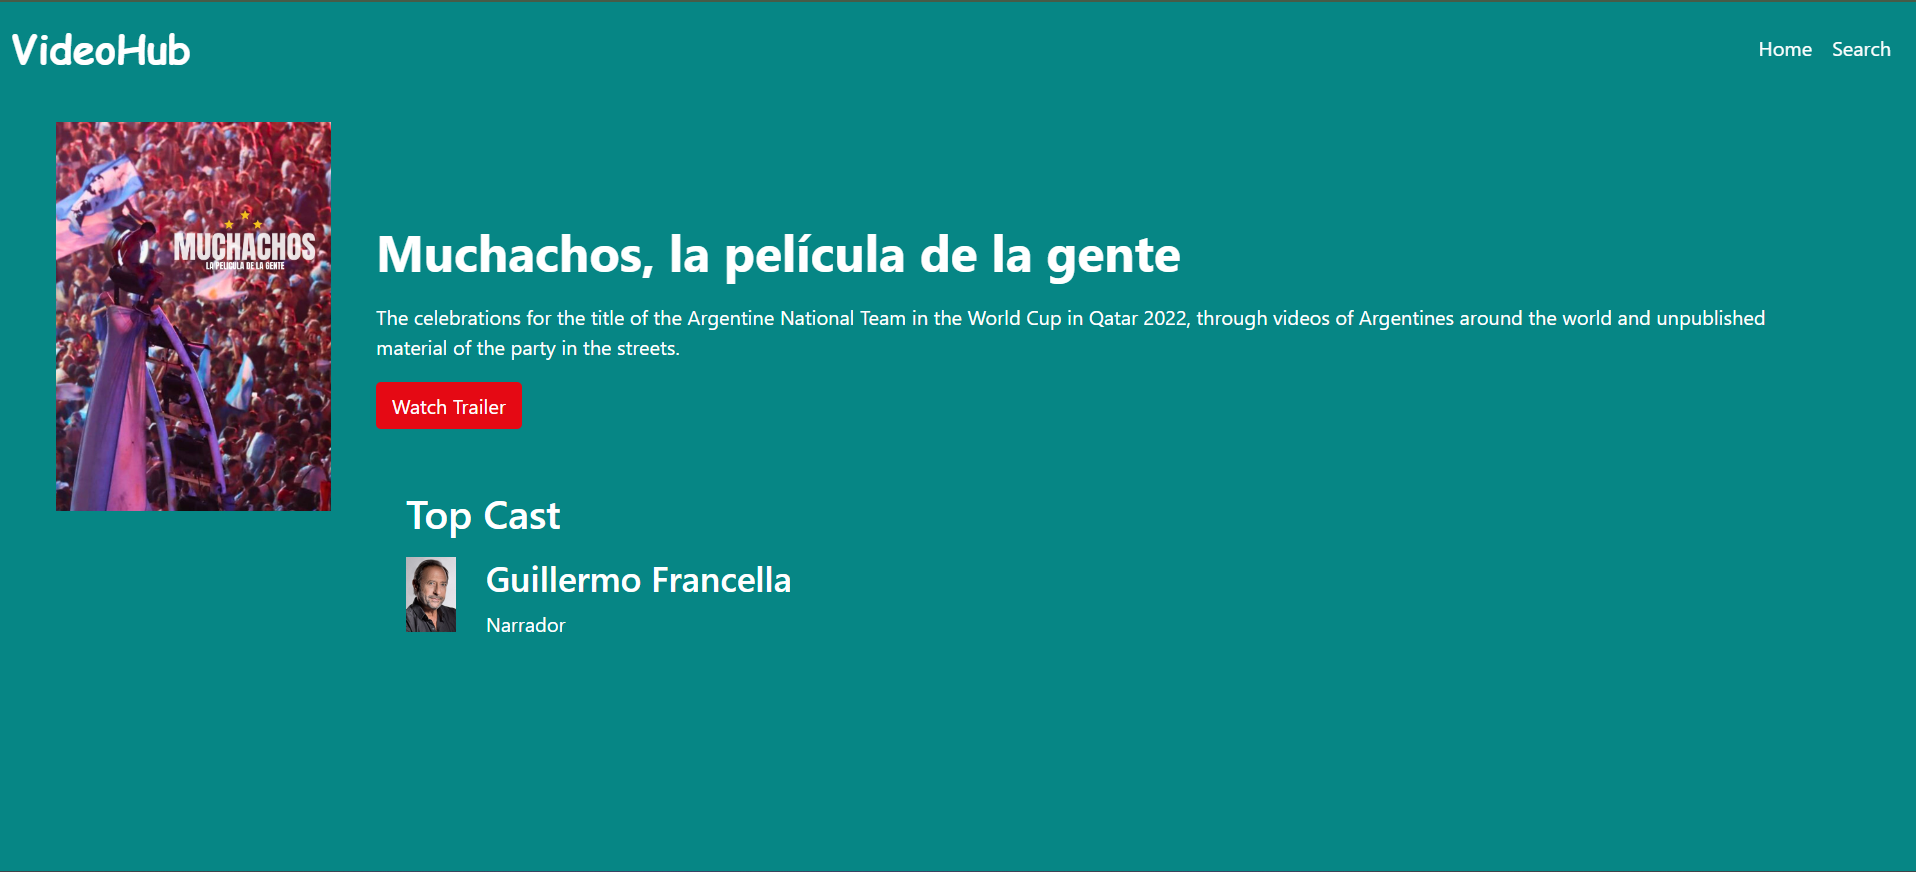 VideoHub
Home Search
MUCHACHOS
LA PELICULA DE LA GENTE
Muchachos, la película de la gente
The celebrations for the title of the Argentine National Team in the World Cup in Qatar 2022, through videos of Argentines around the world and unpublished
material of the party in the streets.
Watch Trailer
Top Cast
Guillermo Francella
Narrador